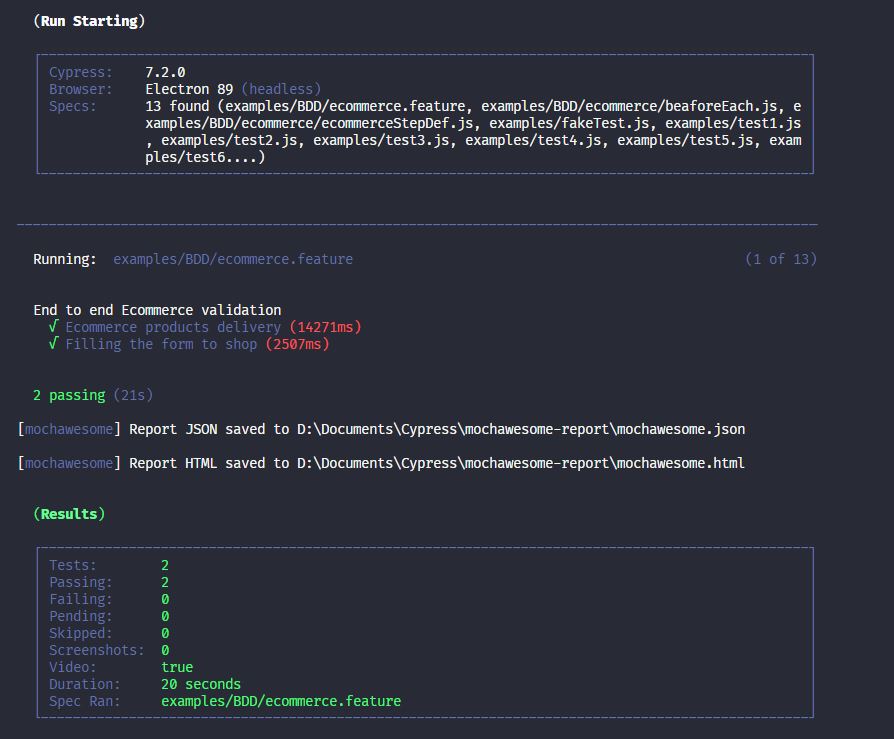 (Run Starting)
Cypress: 7.2.0
Browser: Electron 89 (headless)
Specs: 13 found (examples/BDD/ecommerce.feature, examples/BDD/ecommerce/beaforeEach.js, e
xamples/BDD/ecommerce/ecommerceStepDef.js, examples/fakeTest.js, examples/test1.js
, examples/test2.js, examples/test3.js, examples/test4.js, examples/test5.js, exam
ples/test6....)
Running: examples/BDD/ecommerce.feature (1 of 13)
End to end Ecommerce validation
√ Ecommerce products delivery (14271ms)
√ Filling the form to shop (2507ms)
2 passing (21s)
[mochawesome] Report JSON saved to D:\Documents\Cypress\mochawesome-report\mochawesome.json
[mochawesome] Report HTML saved to D:\Documents\Cypress\mochawesome-report\mochawesome.html
(Results)
Tests: 2
Passing: 2
Failing: 0
Pending: 0
Skipped: 0
Screenshots: 0
Video: true
Duration: 20 seconds
Spec Ran: examples/BDD/ecommerce.feature